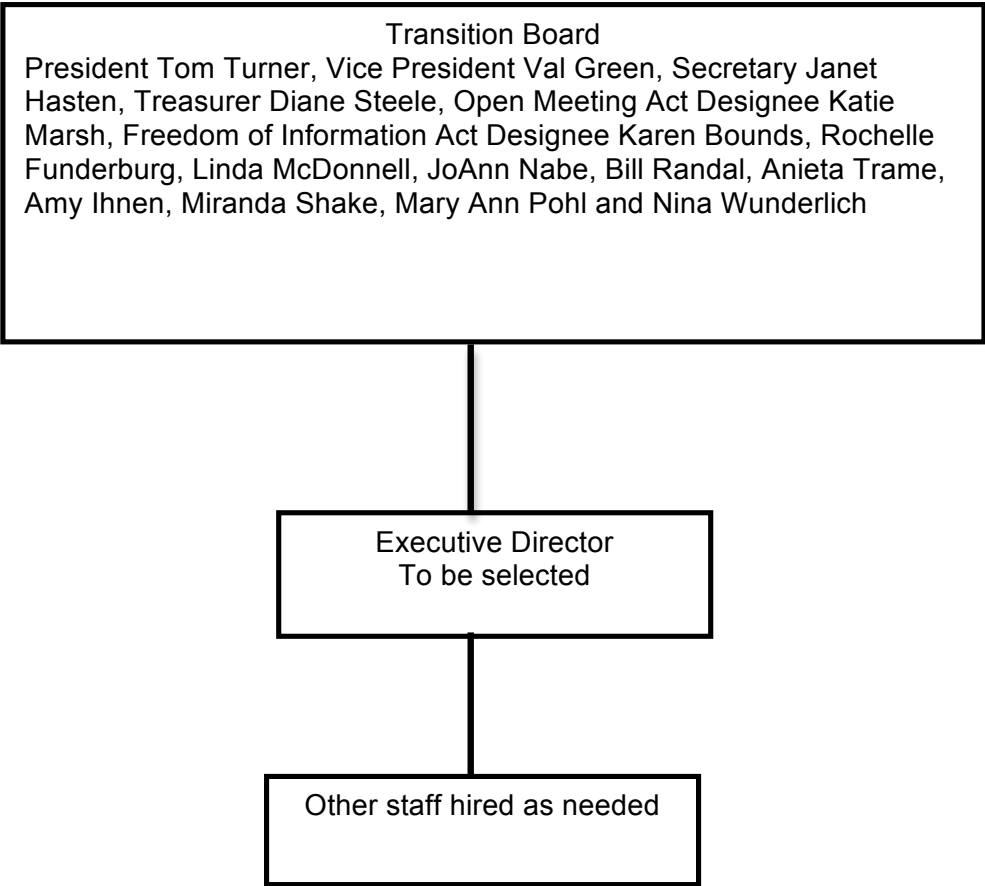 Transition Board
President Tom Turner, Vice President Val Green, Secretary Janet
Hasten, Treasurer Diane Steele, Open Meeting Act Designee Katie
Marsh, Freedom of Information Act Designee Karen Bounds, Rochelle
Funderburg, Linda McDonnell, JoAnn Nabe, Bill Randal, Anieta Trame,
Amy Ihnen, Miranda Shake, Mary Ann Pohl and Nina Wunderlich
Executive Director
To be selected
Other staff hired as needed